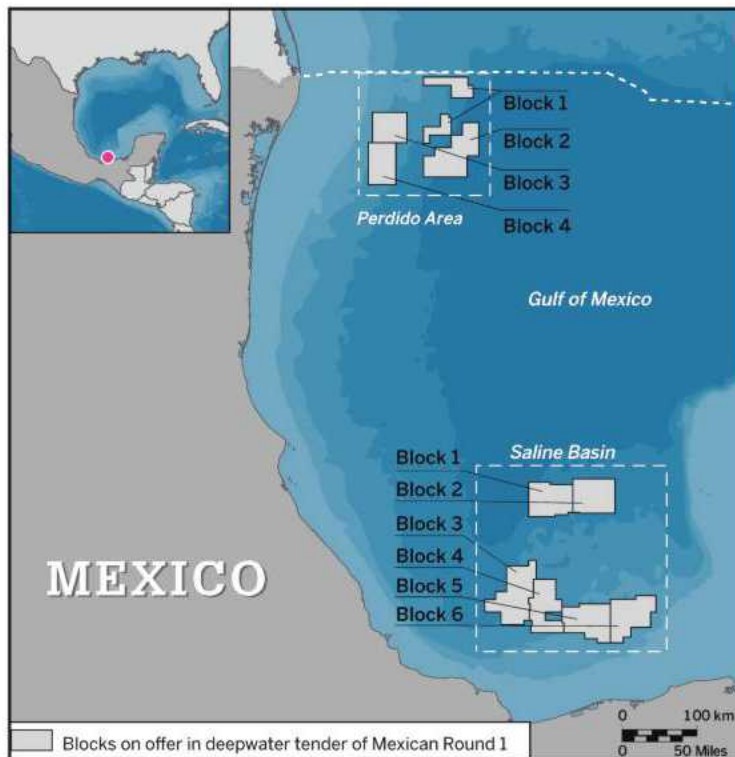 Block 1
Block 2
Block 3
Perdido Area
Block 4
Gulf of Mexico
Saline Basin
Block 1
Block 2
Block 3
Block 4
Block 5
Block 6
MEXICO
0 100 km
0 50 Miles
Blocks on offer in deepwater tender of Mexican Round 1